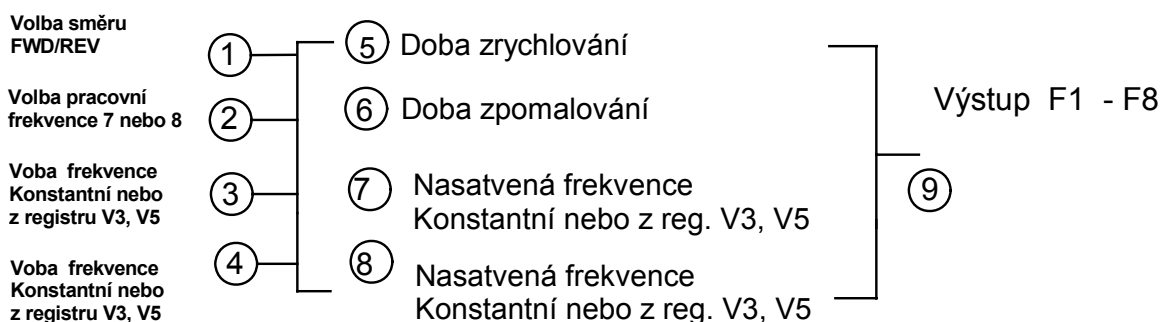 Volba směru
FWD/REV
1
Volba pracovní
frekvence 7 nebo 8
2
Voba frekvence
Konstantní nebo
z registru V3, V5
3
Voba frekvence
Konstantní nebo
z registru V3, V5
4
5 Doba zrychlování
6 Doba zpomalování
7 Nasatvená frekvence
Konstantní nebo z reg. V3, V5
8 Nasatvená frekvence
Konstantní nebo z reg. V3, V5
Výstup F1 - F8
9